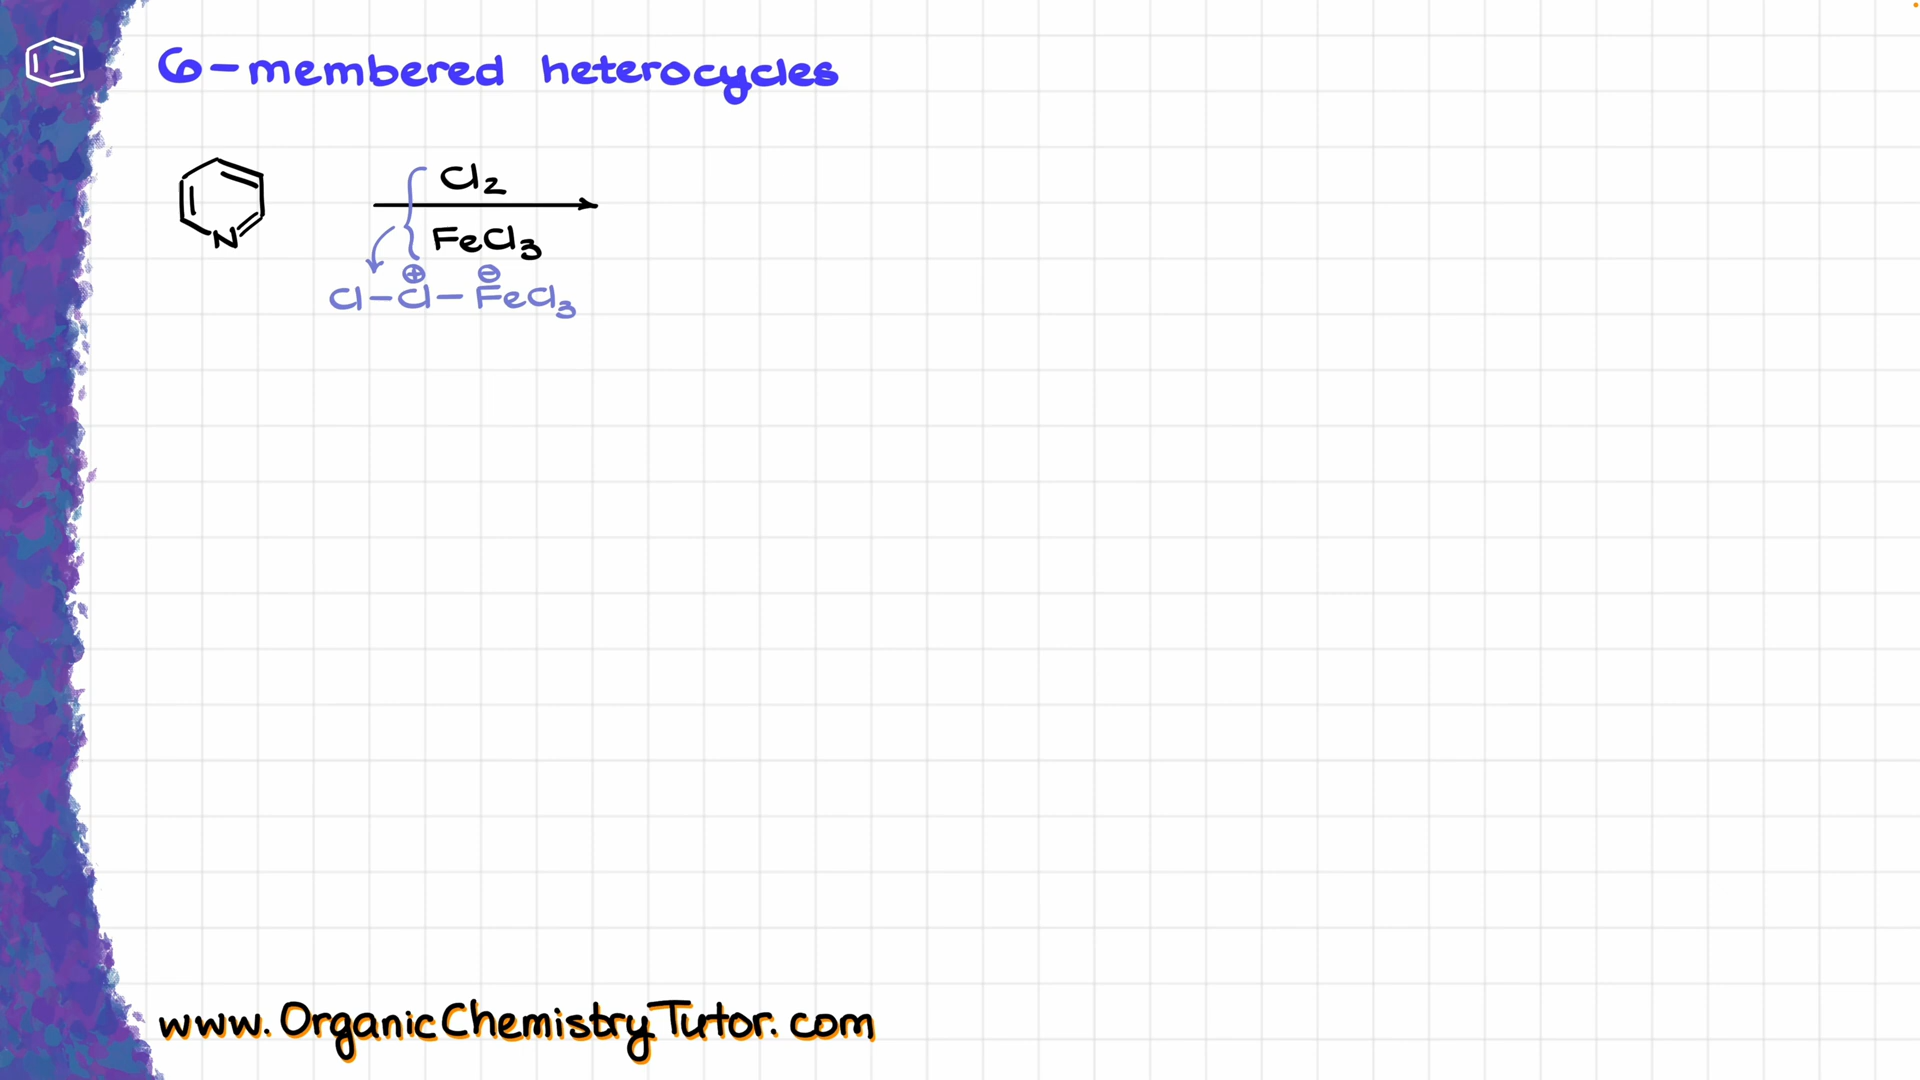 6-membered heterocycles
N
Cl₂
FeCl₃
⊕ ⊖
Cl-Cl-FeCl₃
www.OrganicChemistryTutor.com